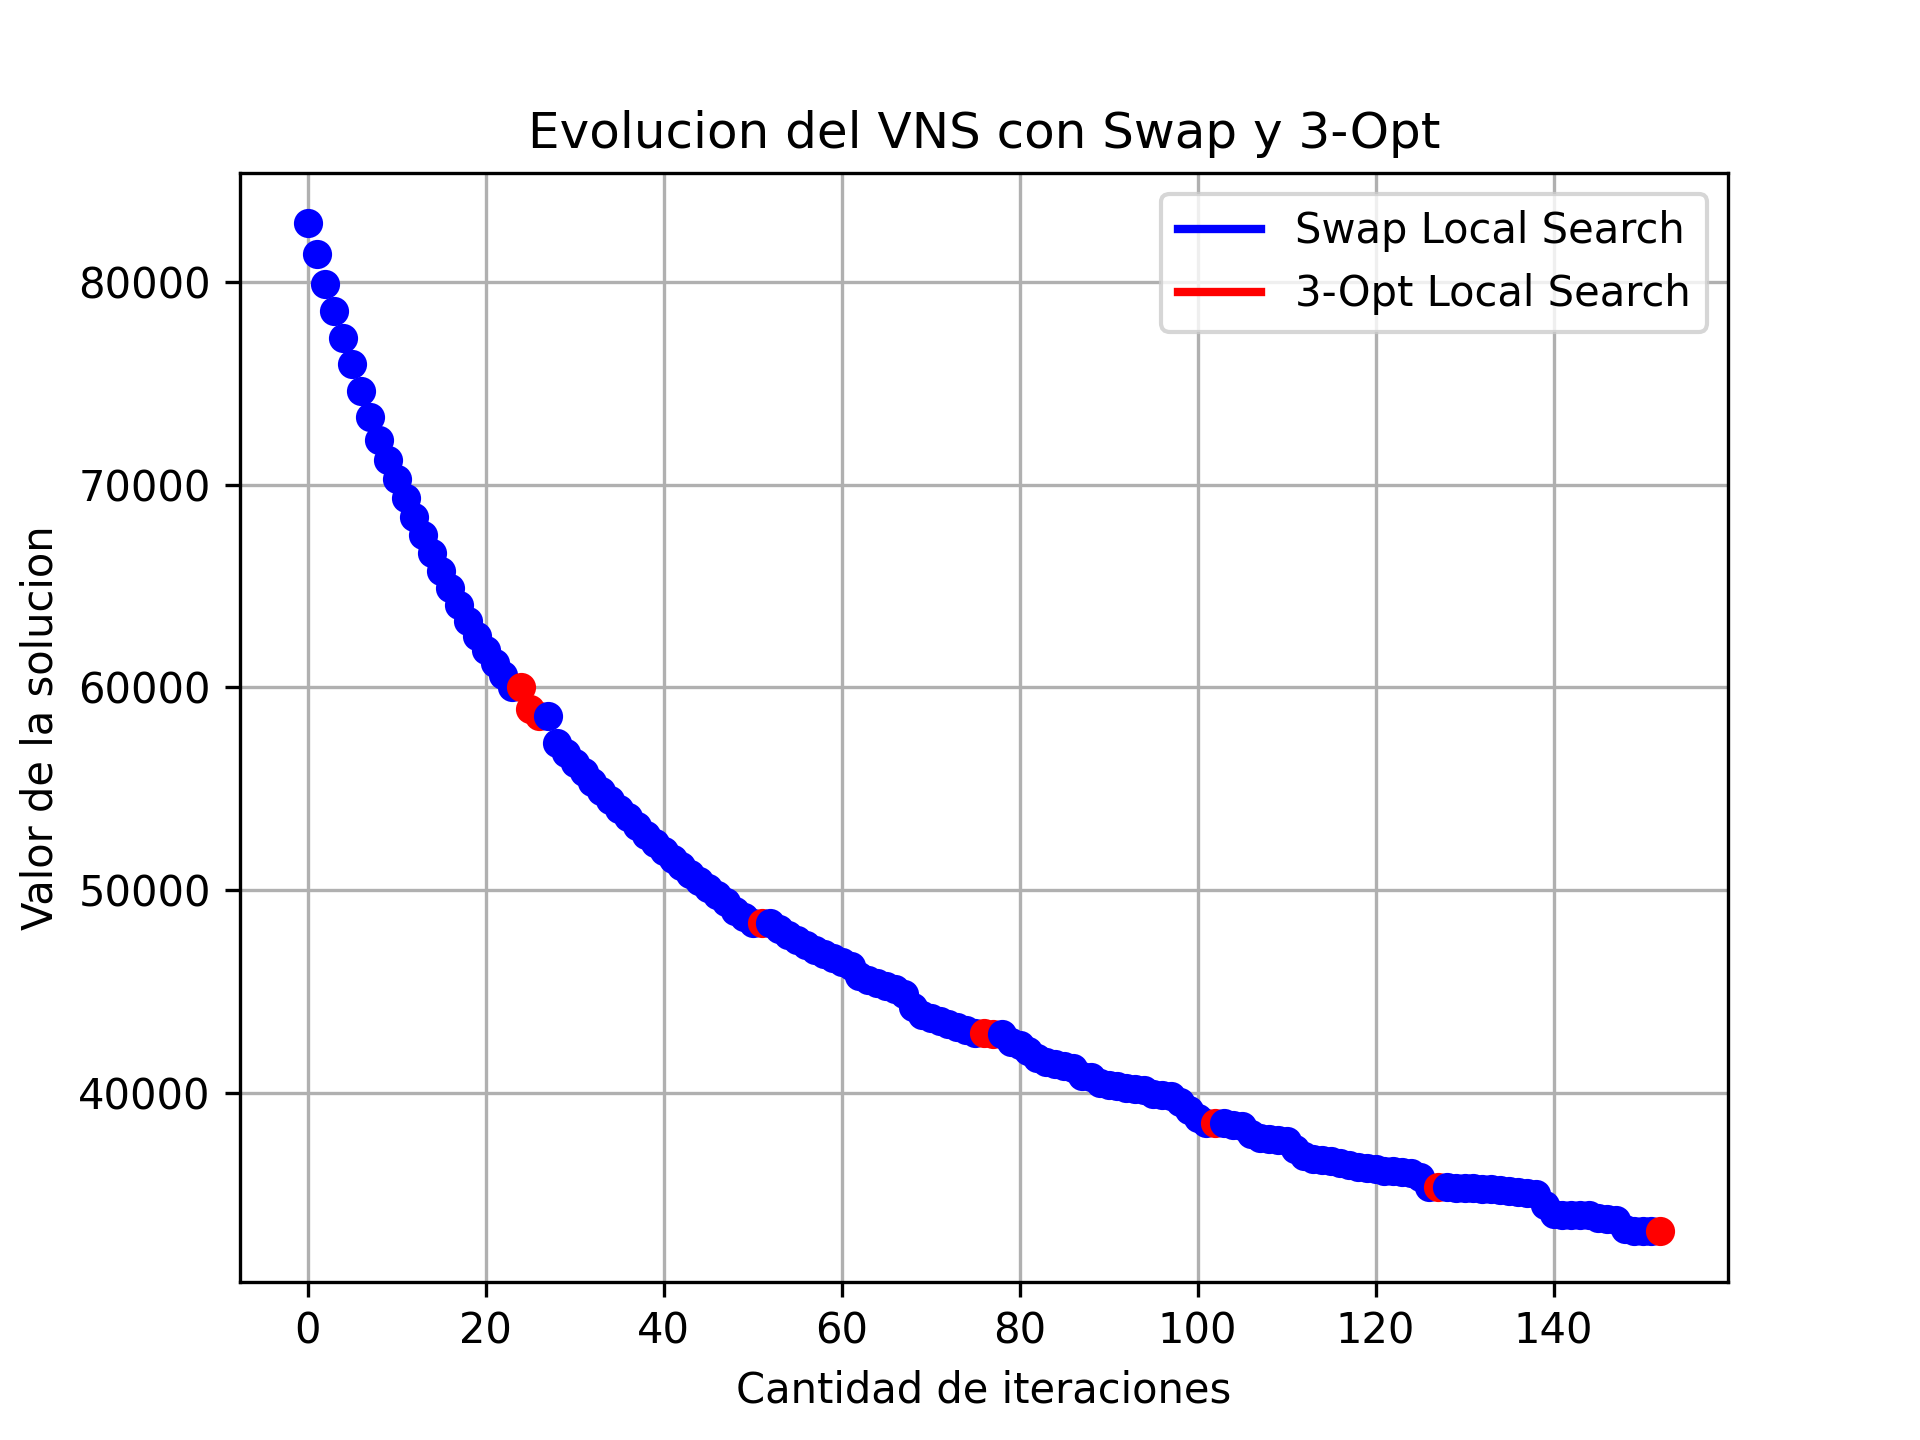 Evolucion del VNS con Swap y 3-Opt
Swap Local Search
3-Opt Local Search
Valor de la solucion
80000
70000
60000
50000
40000
0 20 40 60 80 100 120 140
Cantidad de iteraciones